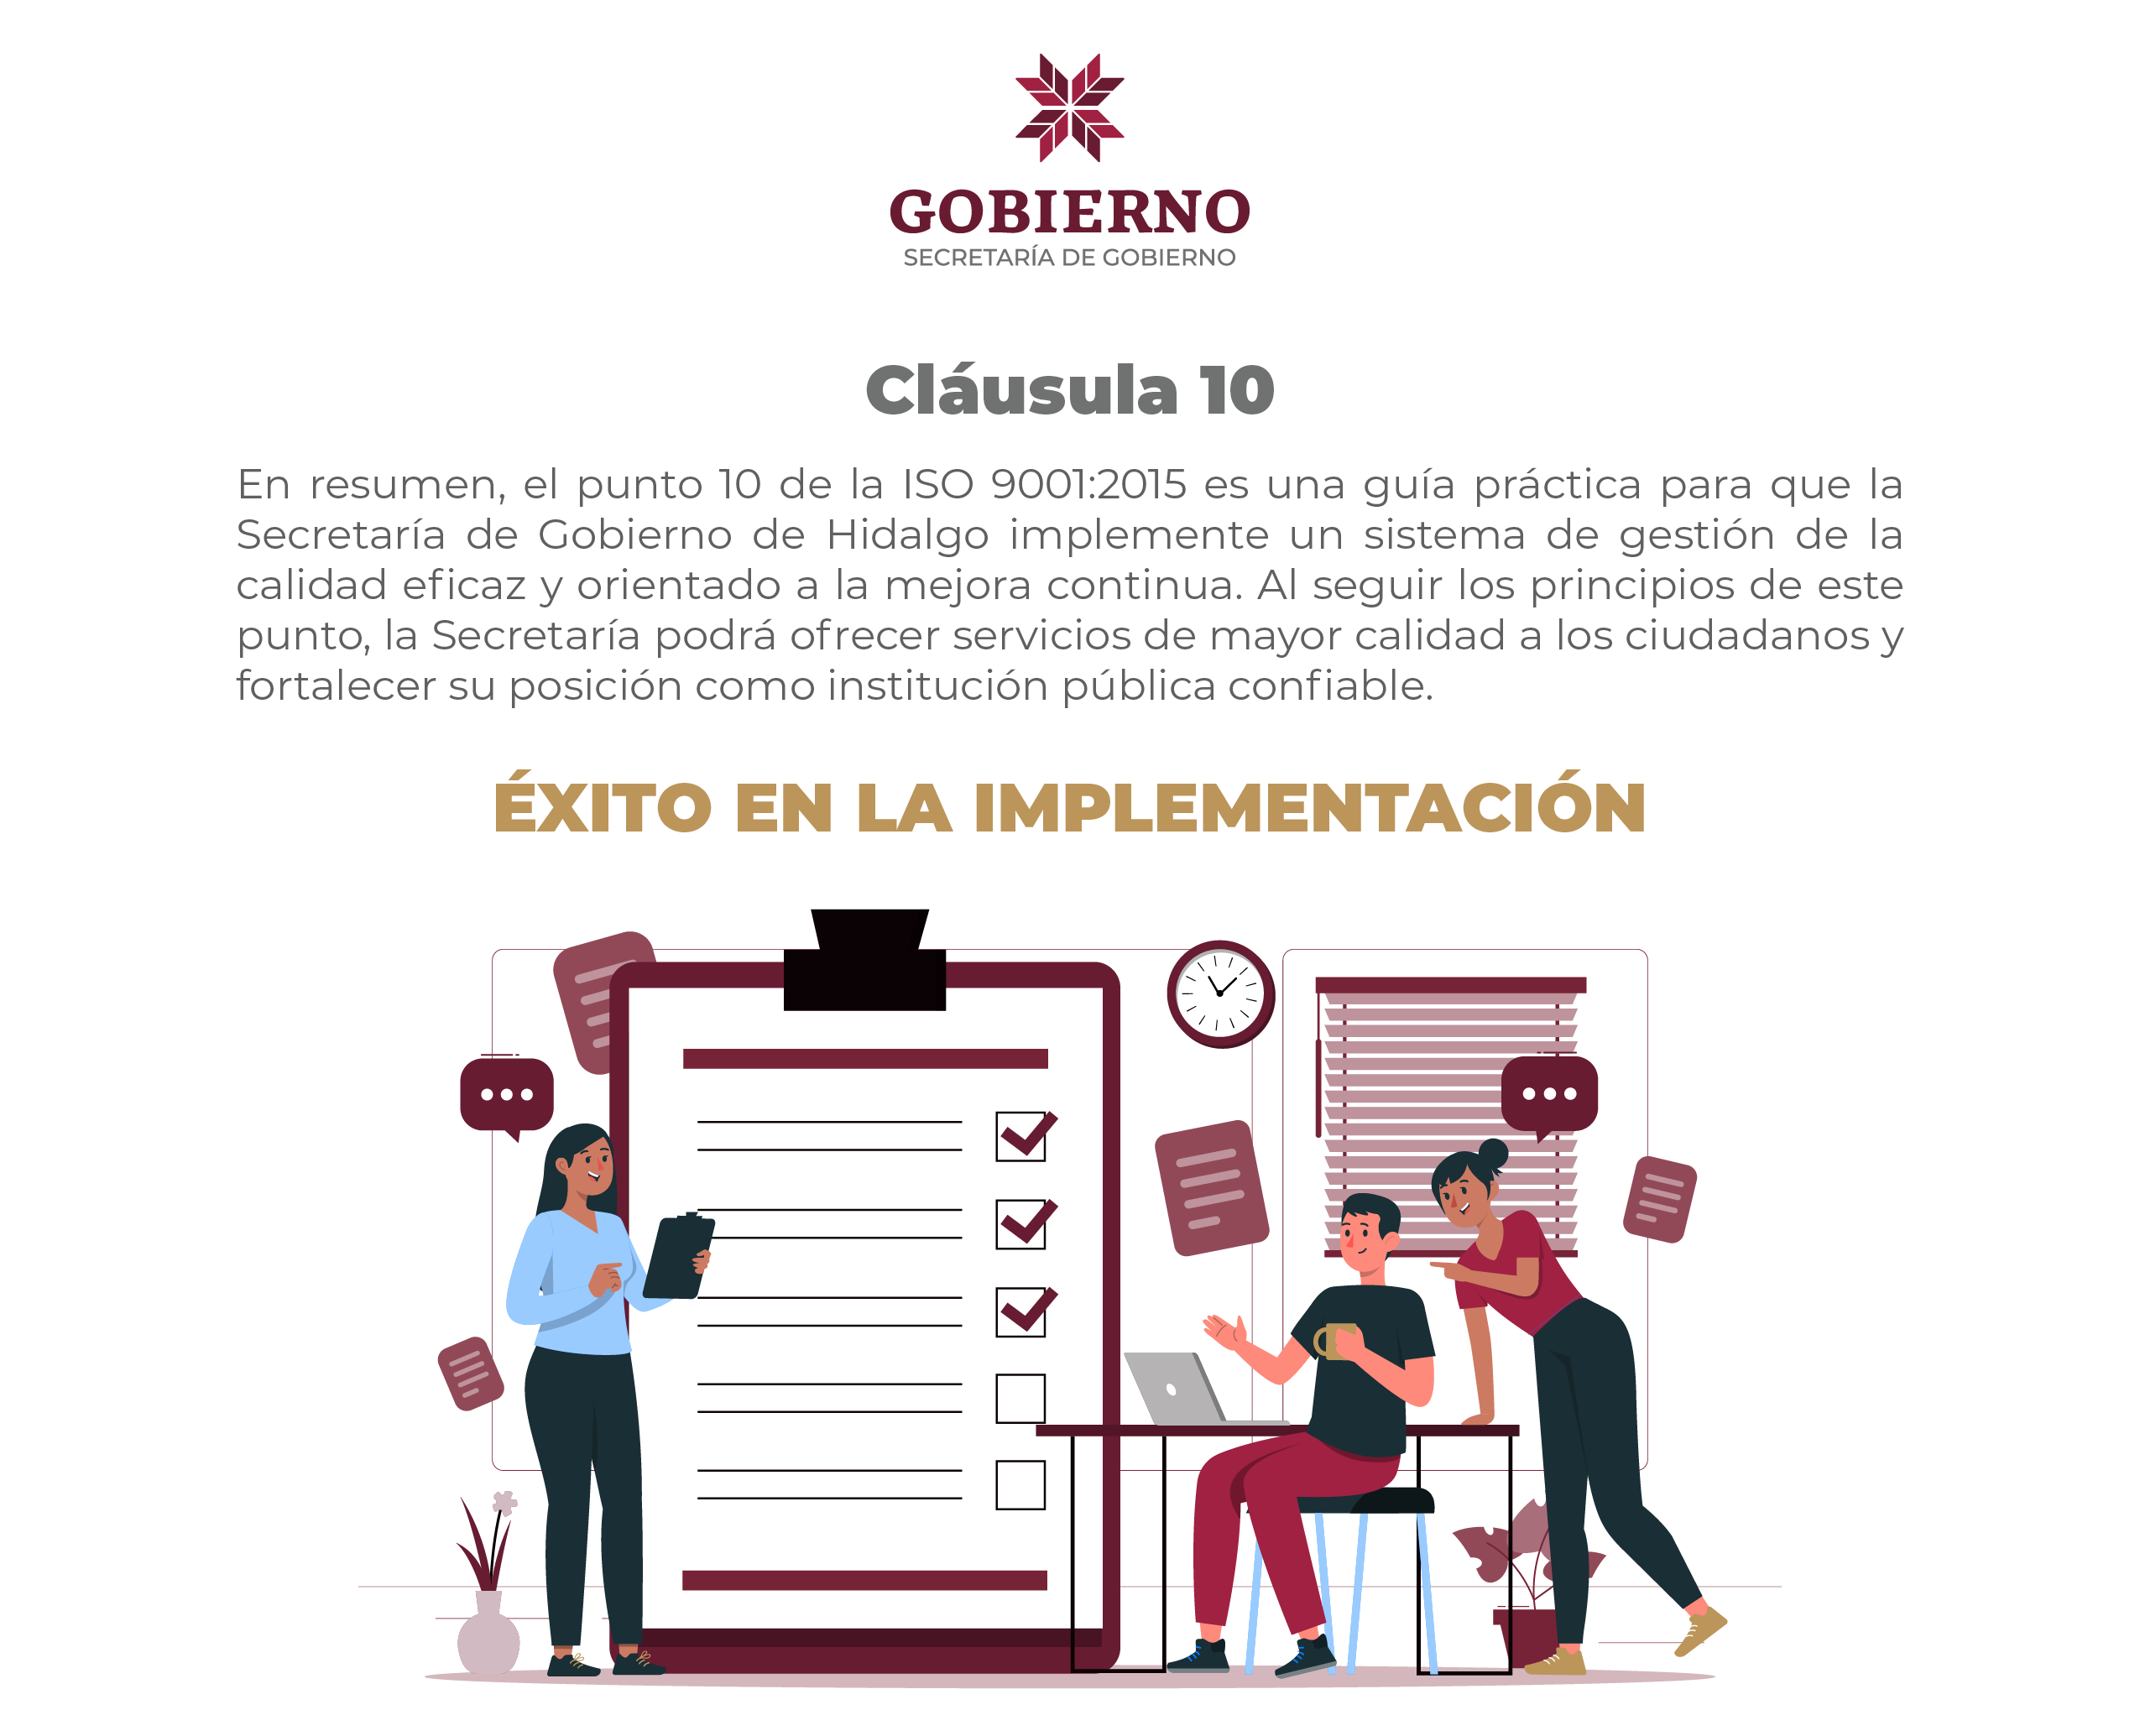 GOBIERNO
SECRETARÍA DE GOBIERNO
Cláusula 10
En resumen, el punto 10 de la ISO 9001:2015 es una guía práctica para que la
Secretaría de Gobierno de Hidalgo implemente un sistema de gestión de la
calidad eficaz y orientado a la mejora continua. Al seguir los principios de este
punto, la Secretaría podrá ofrecer servicios de mayor calidad a los ciudadanos y
fortalecer su posición como institución pública confiable.
ÉXITO EN LA IMPLEMENTACIÓN